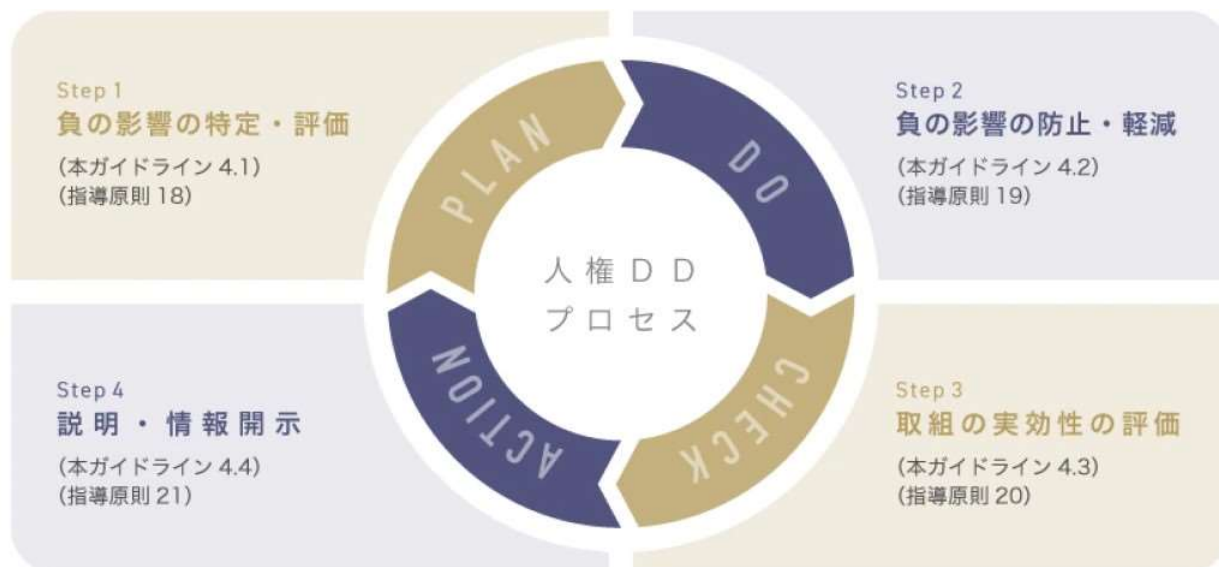 Step 1
負の影響の特定・評価
(本ガイドライン 4.1)
(指導原則 18)
Step 2
負の影響の防止・軽減
(本ガイドライン 4.2)
(指導原則 19)
PLAN
DO
人権DD
プロセス
ACTION
CHECK
Step 4
説明・情報開示
(本ガイドライン 4.4)
(指導原則 21)
Step 3
取組の実効性の評価
(本ガイドライン 4.3)
(指導原則 20)